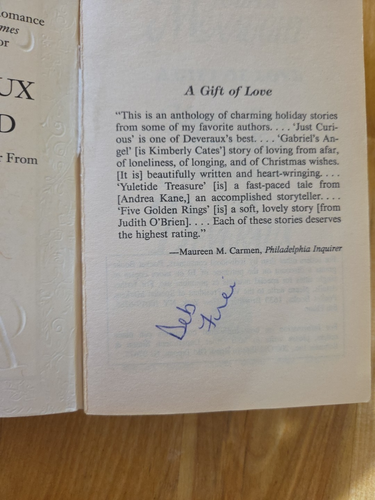 omance
mes
or
UX
D
r From
A Gift of Love
"This is an anthology of charming holiday stories
from some of my favorite authors. . . . 'Just Curi-
ous' is one of Deveraux's best. . . . 'Gabriel's An-
gel' [is Kimberly Cates'] story of loving from afar,
of loneliness, of longing, and of Christmas wishes.
[It is] beautifully written and heart-wringing. . . .
'Yuletide Treasure' [is] a fast-paced tale from
[Andrea Kane,] an accomplished storyteller. . . .
'Five Golden Rings' [is] a soft, lovely story [from
Judith O'Brien]. . . . Each of these stories deserves
the highest rating."
—Maureen M. Carmen, Philadelphia Inquirer
Deb